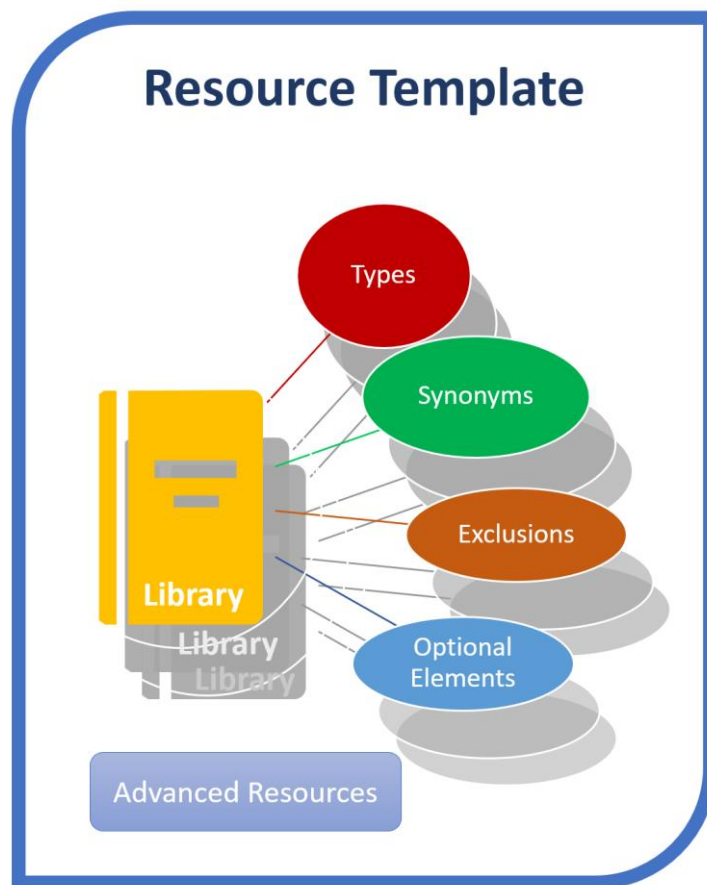 Resource Template
Types
Synonyms
Exclusions
Library
Library
Library
Optional
Elements
Advanced Resources